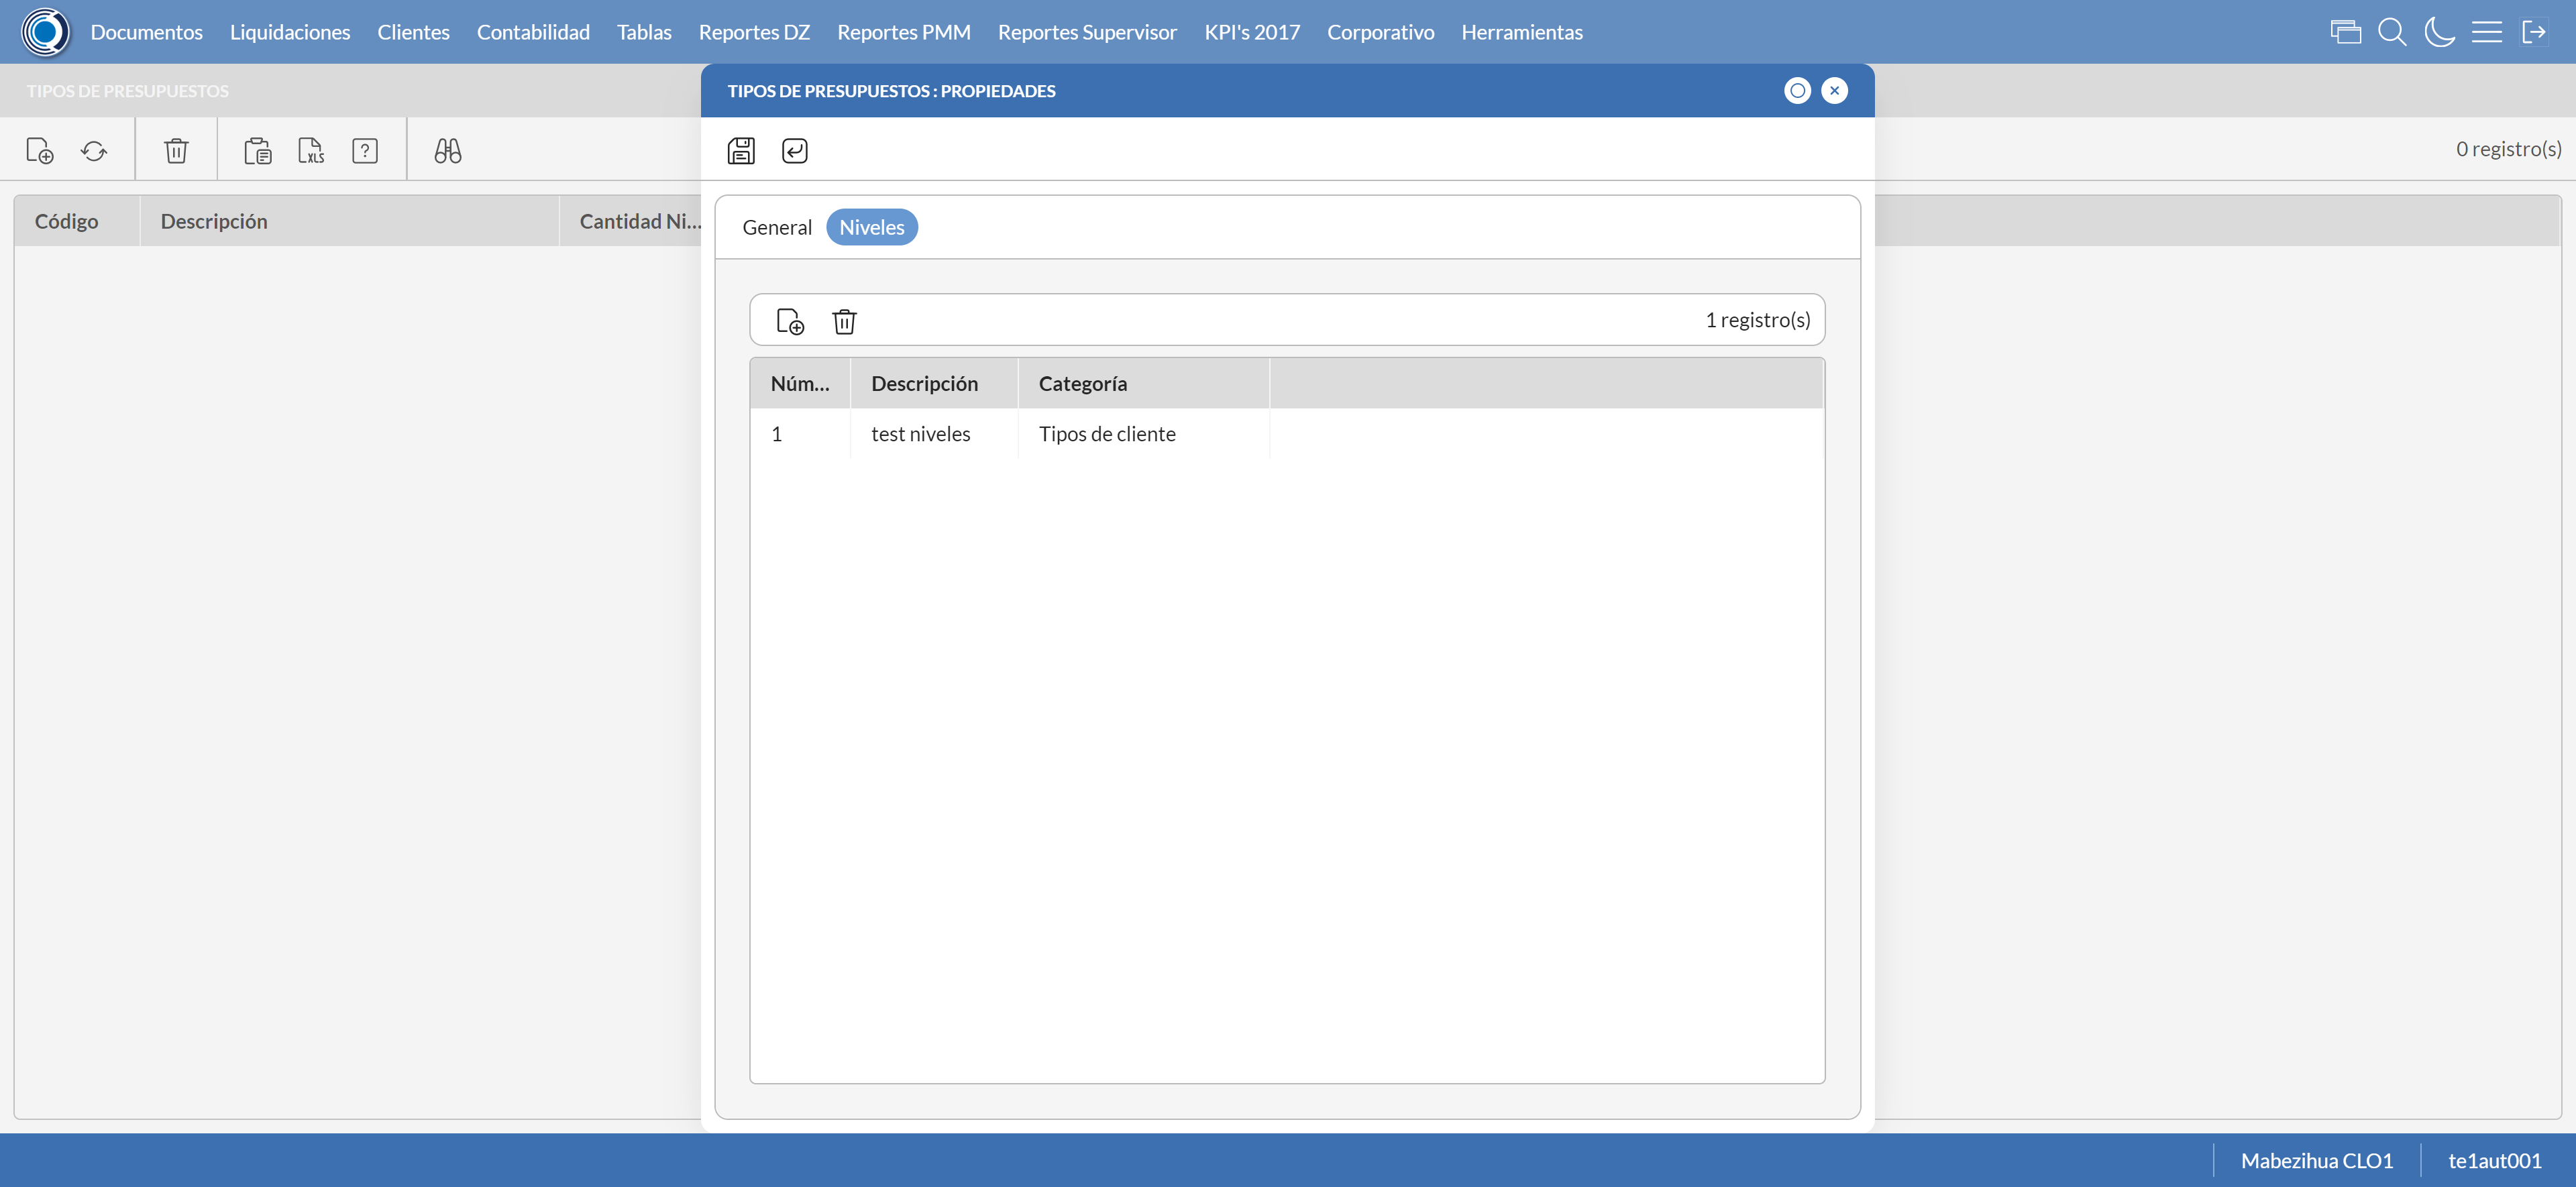 Documentos Liquidaciones Clientes Contabilidad Tablas Reportes DZ Reportes PMM Reportes Supervisor KPI's 2017 Corporativo Herramientas
TIPOS DE PRESUPUESTOS
TIPOS DE PRESUPUESTOS : PROPIEDADES
XLS ?
0 registro(s)
Código Descripción Cantidad Ni...
General Niveles
1 registro(s)
Núm... Descripción Categoría
1 test niveles Tipos de cliente
Mabezihua CLO1 te1aut001